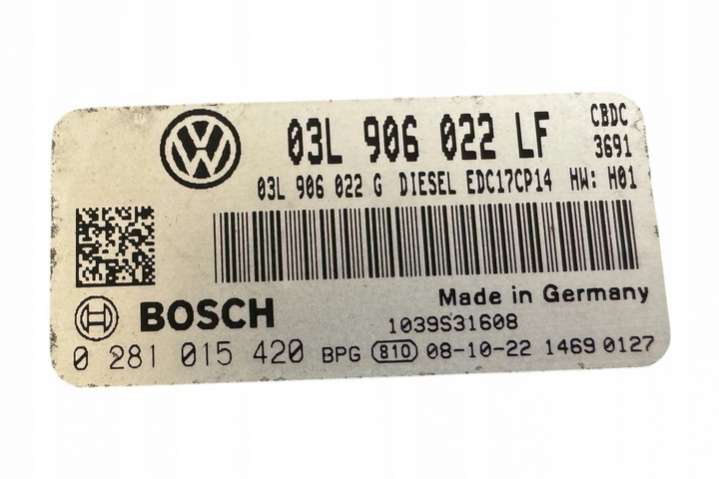 03L 906 022 LF CBDC
3691
03L 906 022 G DIESEL EDC17CP14 HW: H01
Made in Germany
BOSCH 1039S31608
0 281 015 420 BPG 810 08-10-22 1469 0127